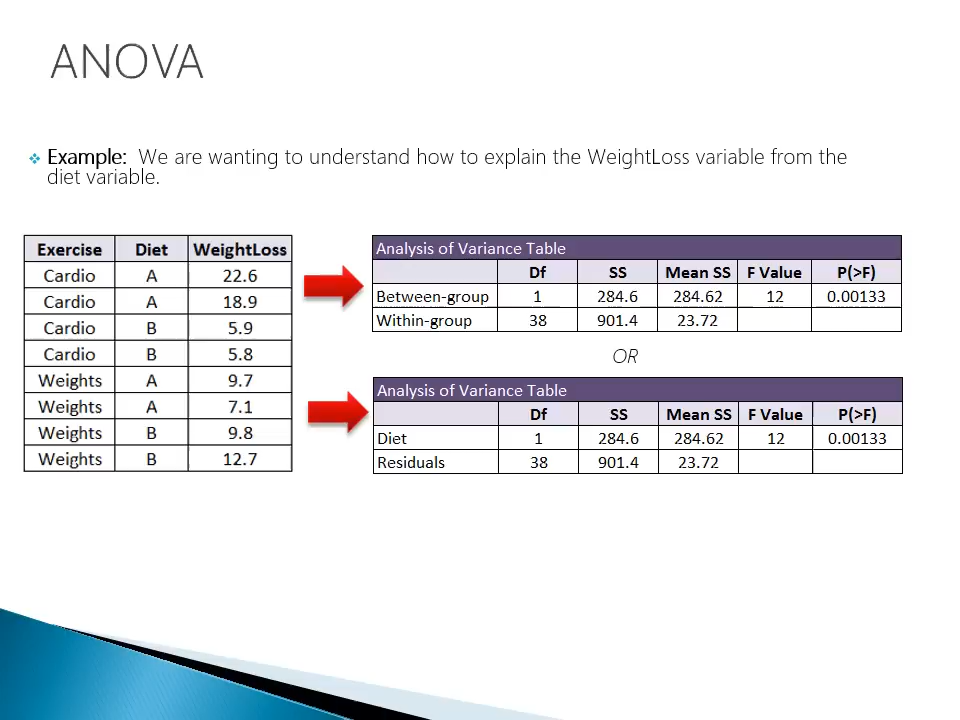 ANOVA
❖ Example: We are wanting to understand how to explain the WeightLoss variable from the
diet variable.
Exercise Diet WeightLoss
Cardio A 22.6
Cardio A 18.9
Cardio B 5.9
Cardio B 5.8
Weights A 9.7
Weights A 7.1
Weights B 9.8
Weights B 12.7
Analysis of Variance Table
Df SS Mean SS F Value P(>F)
Between-group 1 284.6 284.62 12 0.00133
Within-group 38 901.4 23.72
OR
Analysis of Variance Table
Df SS Mean SS F Value P(>F)
Diet 1 284.6 284.62 12 0.00133
Residuals 38 901.4 23.72